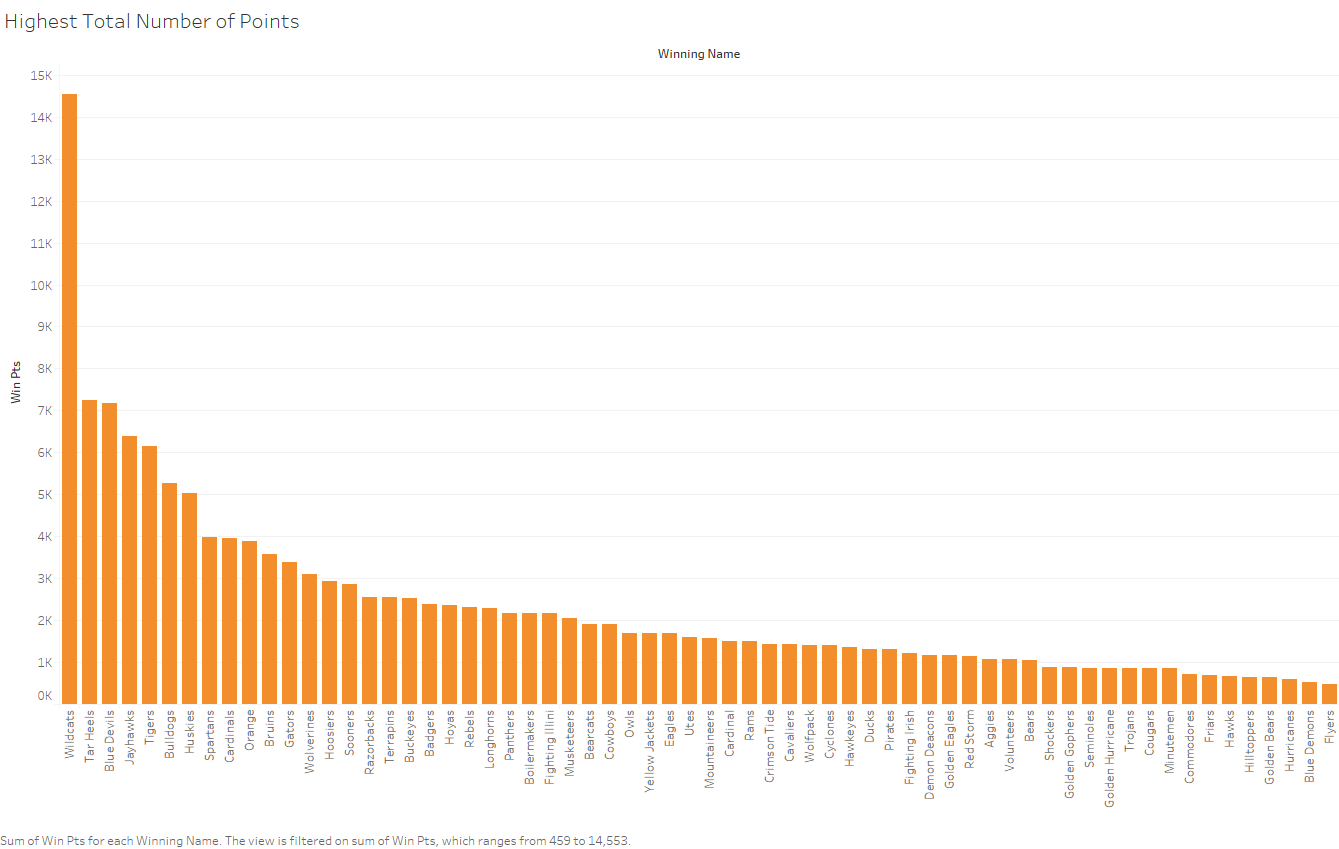 Highest Total Number of Points
Winning Name
15K
14K
13K
12K
11K
10K
9K
8K
7K
6K
5K
4K
3K
2K
1K
0K
Win Pts
Wildcats
Tar Heels
Blue Devils
Jayhawks
Tigers
Bulldogs
Huskies
Spartans
Cardinals
Orange
Bruins
Gators
Wolverines
Hoosiers
Sooners
Razorbacks
Terrapins
Buckeyes
Badgers
Hoyas
Rebels
Longhorns
Panthers
Boilermakers
Fighting Illini
Musketeers
Bearcats
Cowboys
Owls
Yellow Jackets
Eagles
Utes
Mountaineers
Cardinal
Rams
Crimson Tide
Cavaliers
Wolfpack
Cyclones
Hawkeyes
Ducks
Pirates
Fighting Irish
Demon Deacons
Golden Eagles
Red Storm
Aggies
Volunteers
Bears
Shockers
Golden Gophers
Seminoles
Golden Hurricane
Trojans
Cougars
Minutemen
Commodores
Friars
Hawks
Hilltoppers
Golden Bears
Hurricanes
Blue Demons
Flyers
Sum of Win Pts for each Winning Name. The view is filtered on sum of Win Pts, which ranges from 459 to 14,553.